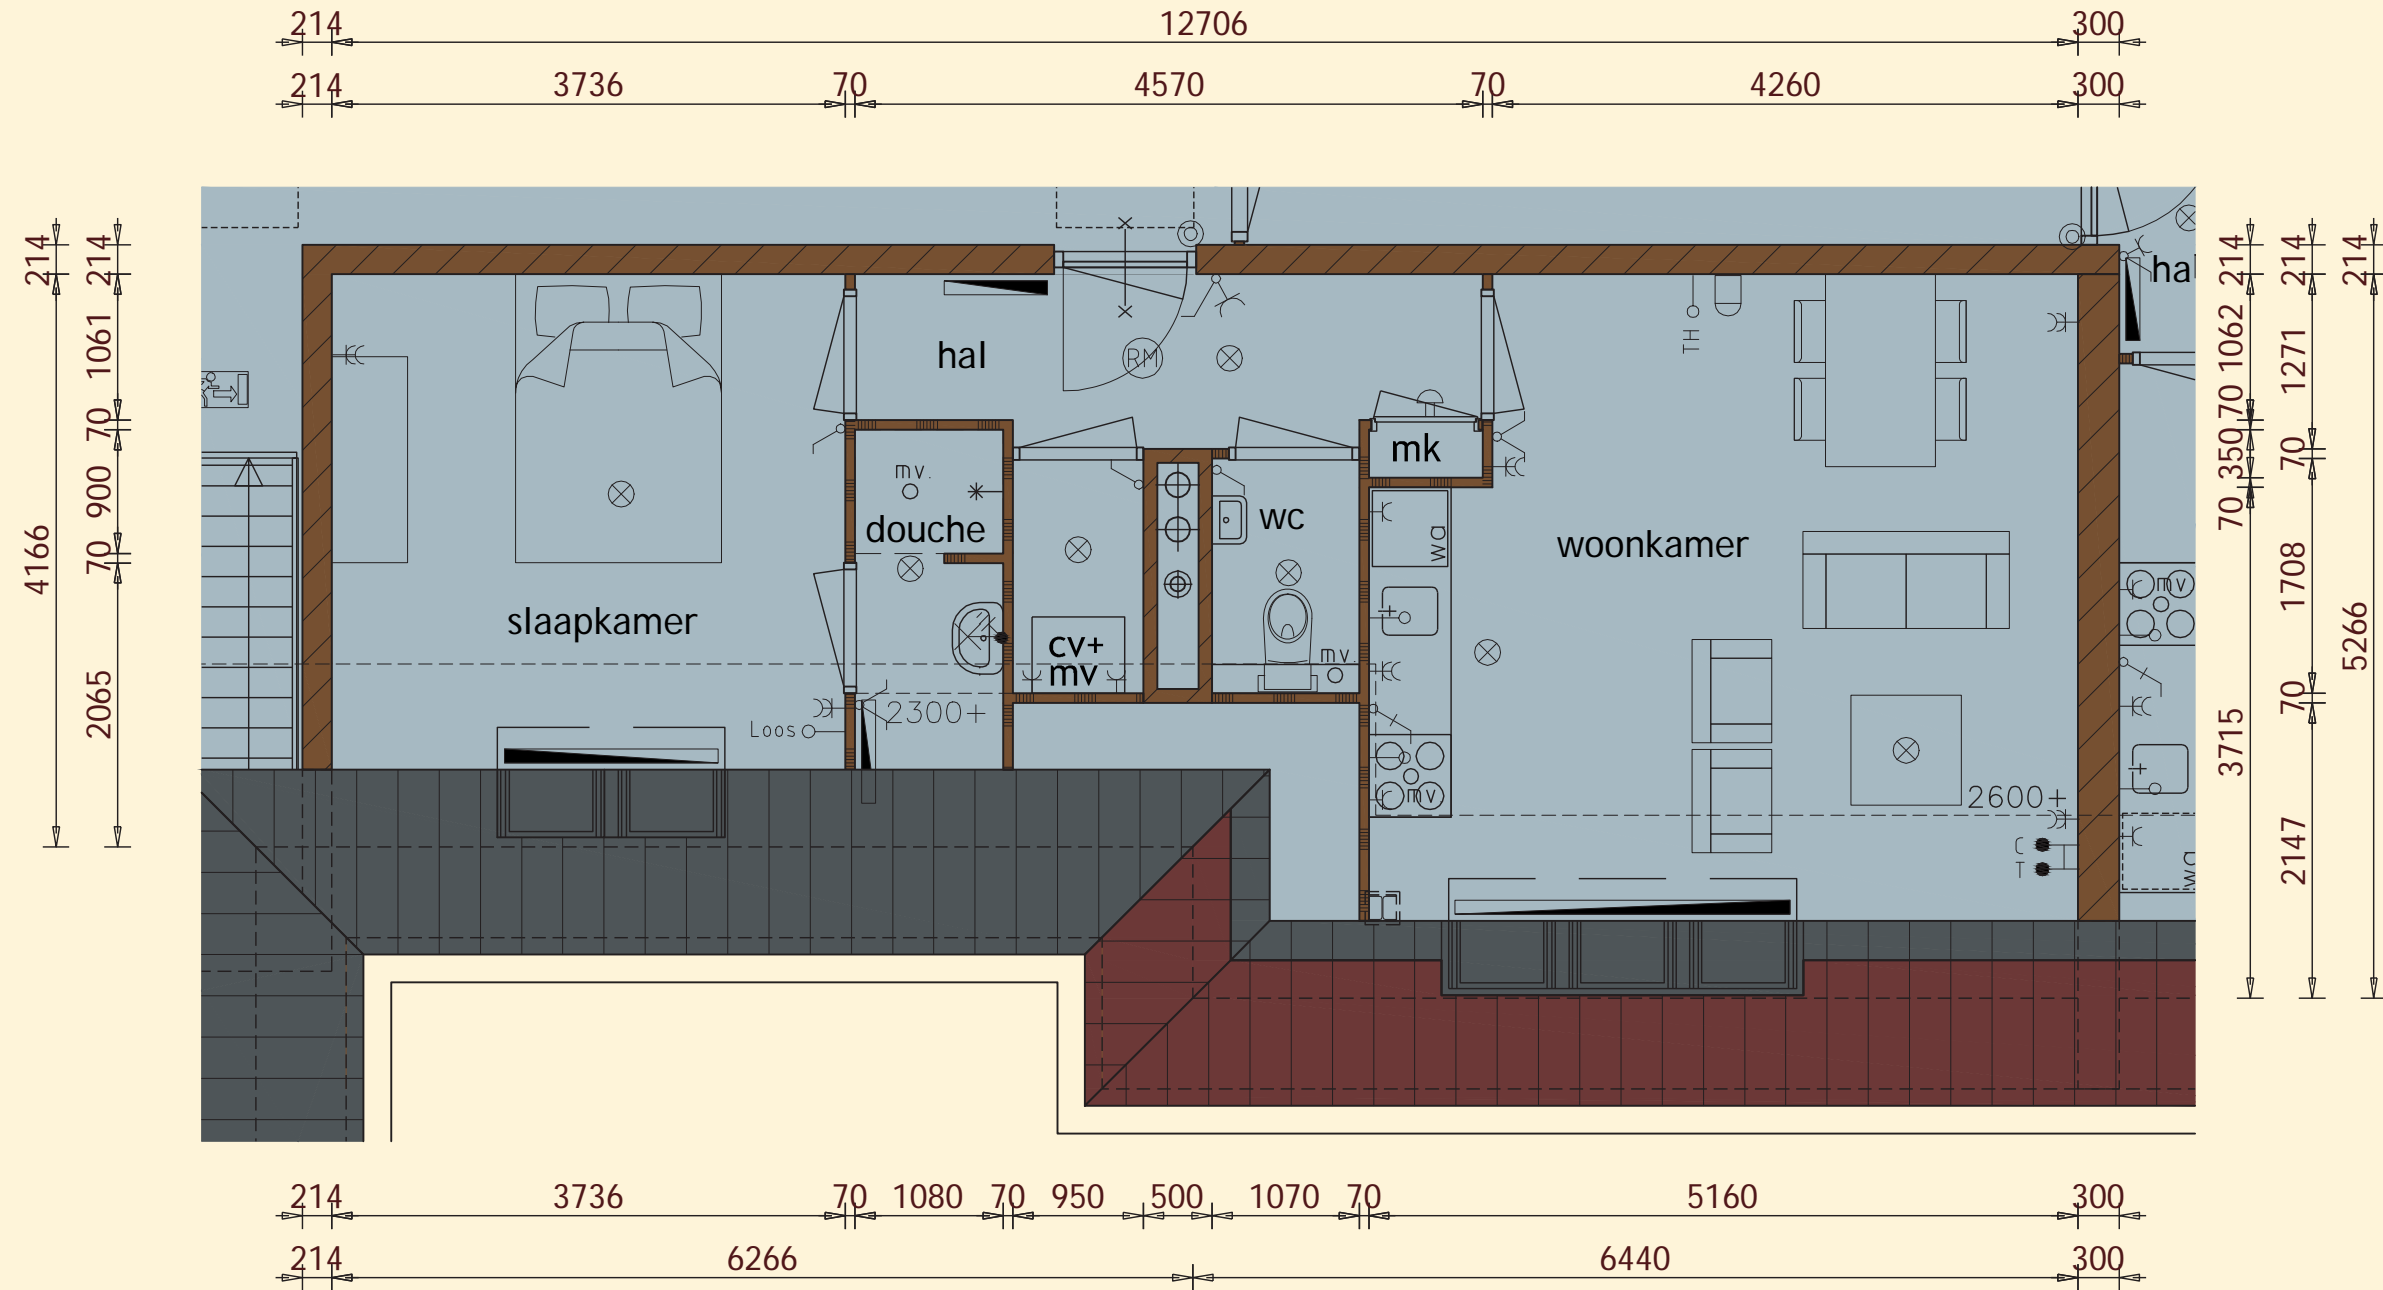 214 12706 300
214 3736 70 4570 70 4260 300
214
4166
214
1061
70
900
70
2065
hal
RM
TH
hal
mk
mv.
douche
wc
wa
woonkamer
slaapkamer
cv+
mv
mv.
mv.
2300+
Loos
mv.
2600+
C
T
wa
214
1062
70
350
70
3715
214
1271
70
1708
70
2147
214
5266
214 3736 70 1080 70 950 500 1070 70 5160 300
214 6266 6440 300